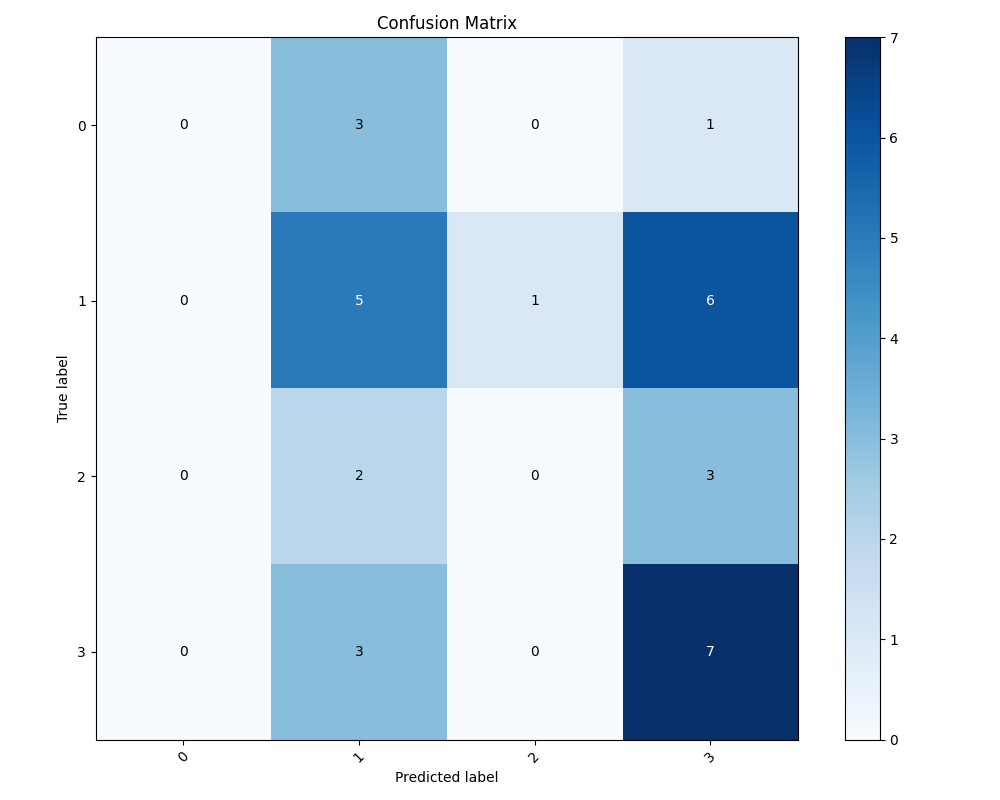 Confusion Matrix
0 0 3 0 1
1 0 5 1 6
True label
2 0 2 0 3
3 0 3 0 7
0 1 2 3
Predicted label
7
6
5
4
3
2
1
0